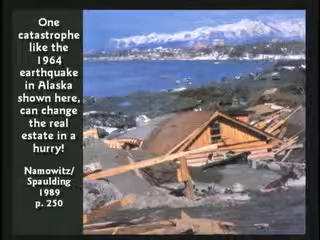 One
catastrophe
like the
1964
earthquake
in Alaska
shown here,
can change
the real
estate in a
hurry!
Namowitz/
Spaulding
1989
p. 250